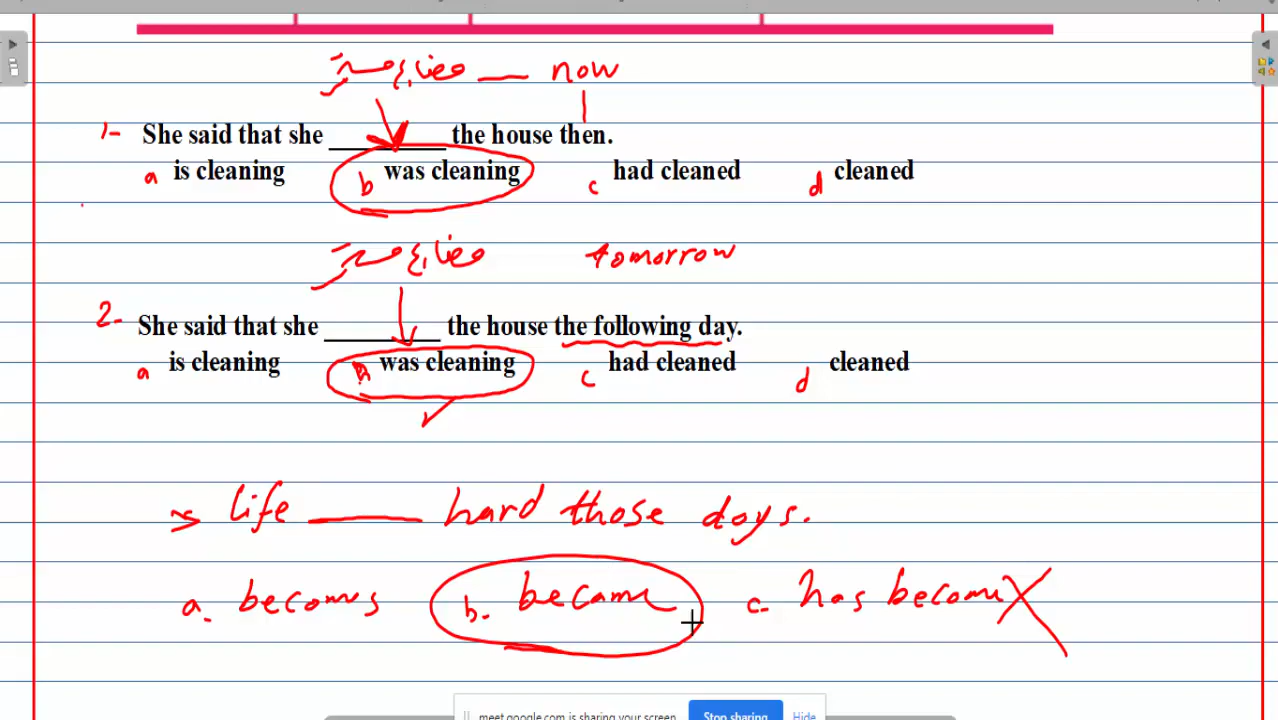 مضارع مستمر — now
1- She said that she ________ the house then.
a is cleaning b was cleaning c had cleaned d cleaned
مضارع مستمر tomorrow
2- She said that she ________ the house the following day.
a is cleaning was cleaning c had cleaned d cleaned
life ____ hard those days.
a. becomes b. became c. has become
meet.google.com is sharing your screen. Stop sharing Hide